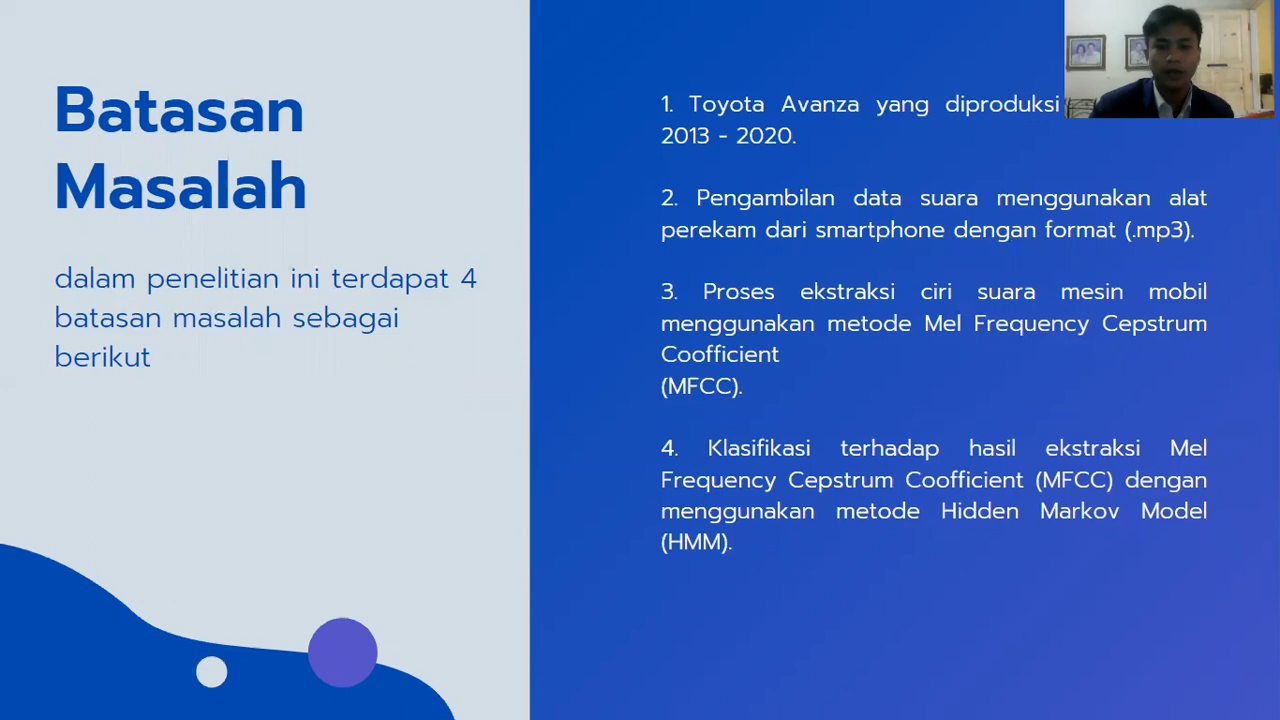 Batasan
Masalah
dalam penelitian ini terdapat 4
batasan masalah sebagai
berikut
1. Toyota Avanza yang diproduksi
2013 - 2020.
2. Pengambilan data suara menggunakan alat
perekam dari smartphone dengan format (.mp3).
3. Proses ekstraksi ciri suara mesin mobil
menggunakan metode Mel Frequency Cepstrum
Coofficient
(MFCC).
4. Klasifikasi terhadap hasil ekstraksi Mel
Frequency Cepstrum Coofficient (MFCC) dengan
menggunakan metode Hidden Markov Model
(HMM).